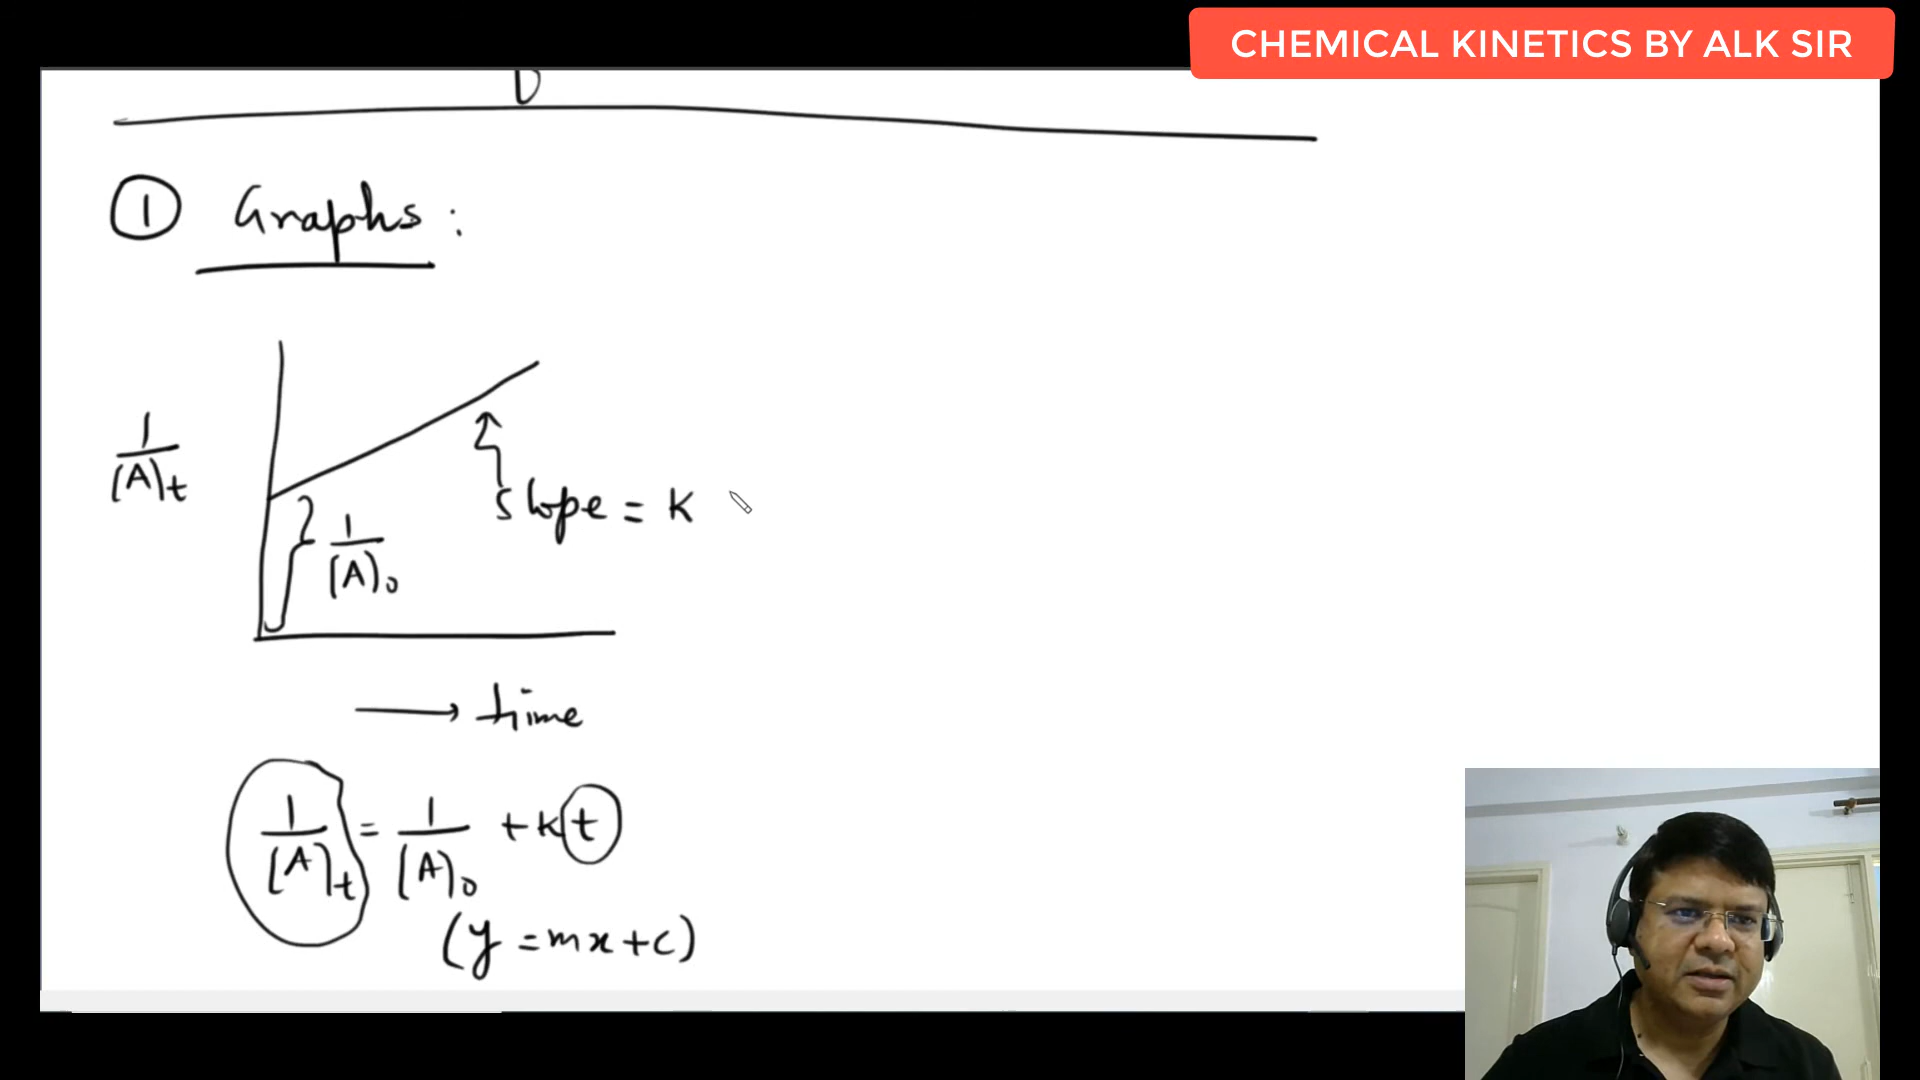 CHEMICAL KINETICS BY ALK SIR
① Graphs :
1
(A)t
slope = K
1
(A)0
→ time
1/[A]t = 1/(A)0 + Kt
(y = mx + c)